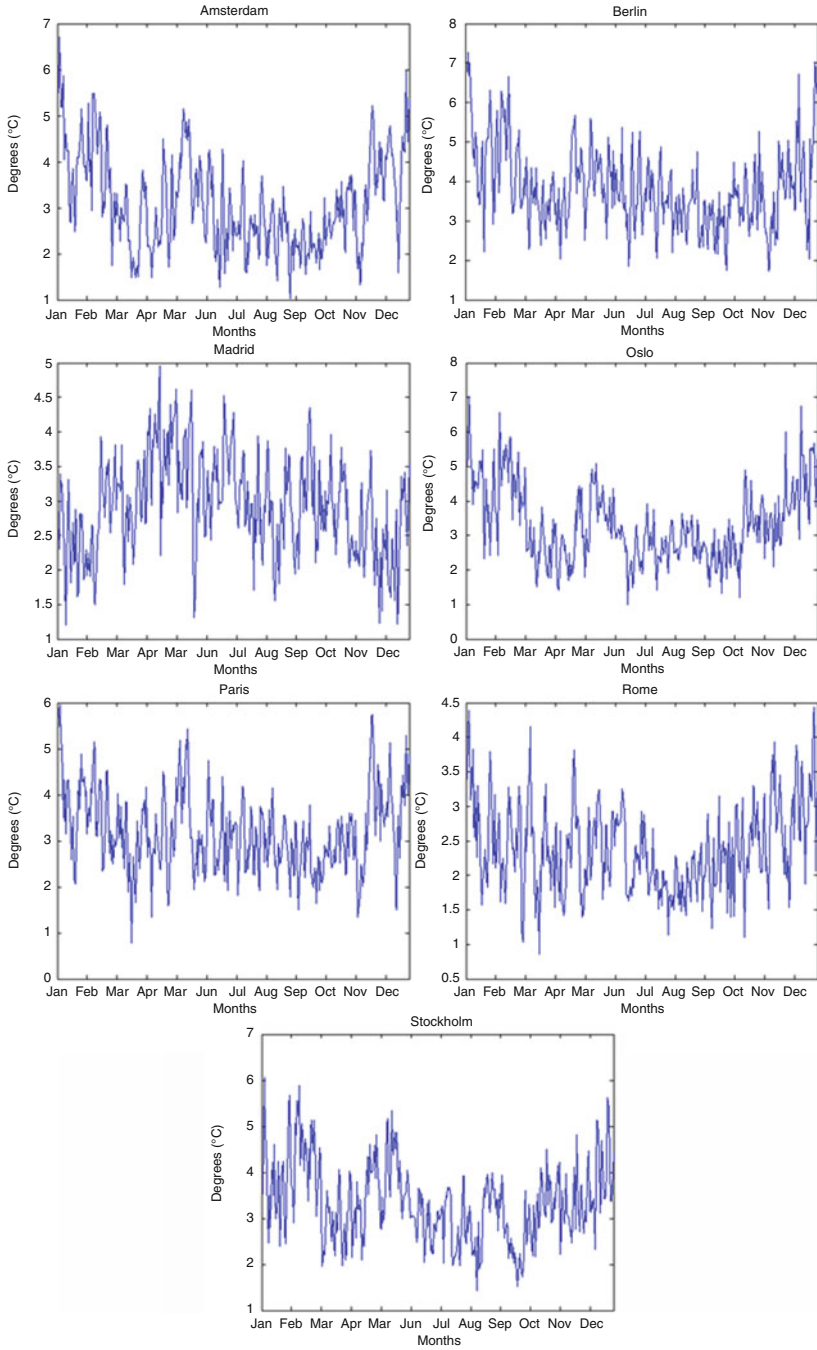 Amsterdam
7
6
5
4
3
2
1
Degrees (°C)
Jan Feb Mar Apr Mar Jun Jul Aug Sep Oct Nov Dec
Months
Berlin
8
7
6
5
4
3
2
1
Degrees (°C)
Jan Feb Mar Apr Mar Jun Jul Aug Sep Oct Nov Dec
Months
Madrid
5
4.5
4
3.5
3
2.5
2
1.5
1
Degrees (°C)
Jan Feb Mar Apr Mar Jun Jul Aug Sep Oct Nov Dec
Months
Oslo
8
7
6
5
4
3
2
1
0
Degrees (°C)
Jan Feb Mar Apr Mar Jun Jul Aug Sep Oct Nov Dec
Months
Paris
6
5
4
3
2
1
0
Degrees (°C)
Jan Feb Mar Apr Mar Jun Jul Aug Sep Oct Nov Dec
Months
Rome
4.5
4
3.5
3
2.5
2
1.5
1
0.5
Degrees (°C)
Jan Feb Mar Apr Mar Jun Jul Aug Sep Oct Nov Dec
Months
Stockholm
7
6
5
4
3
2
1
Degrees (°C)
Jan Feb Mar Apr Mar Jun Jul Aug Sep Oct Nov Dec
Months